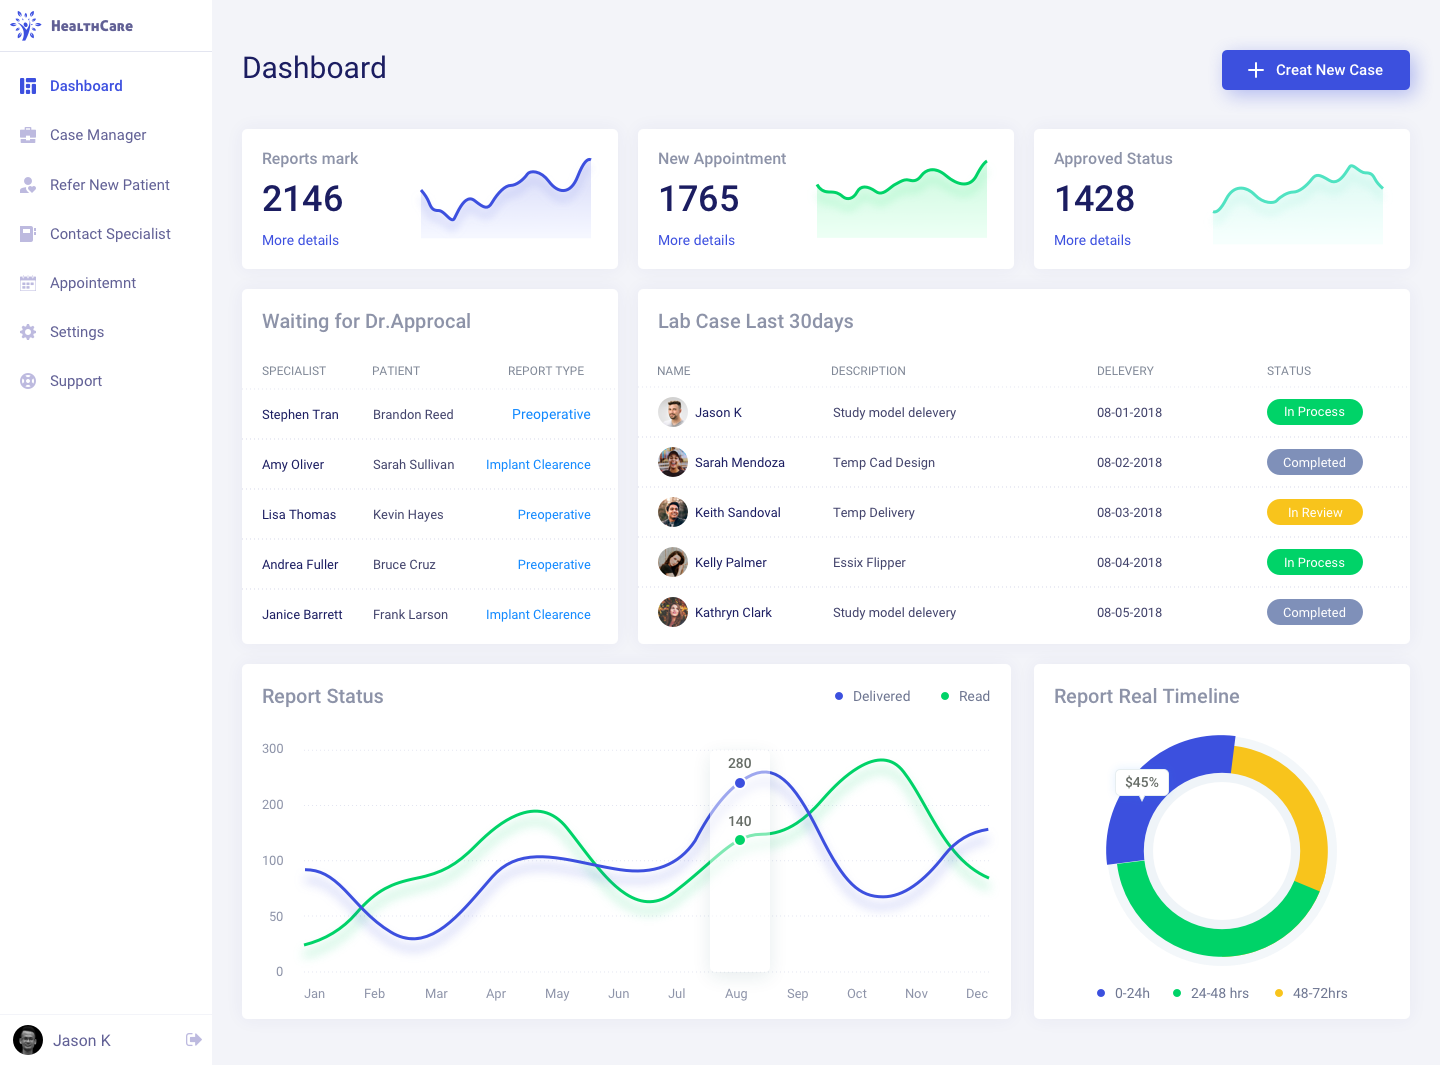 HealthCare
Dashboard
Case Manager
Refer New Patient
Contact Specialist
Appointemnt
Settings
Support
Jason K
Dashboard
Creat New Case
Reports mark
2146
More details
New Appointment
1765
More details
Approved Status
1428
More details
Waiting for Dr.Approcal
SPECIALIST PATIENT REPORT TYPE
Stephen Tran Brandon Reed Preoperative
Amy Oliver Sarah Sullivan Implant Clearence
Lisa Thomas Kevin Hayes Preoperative
Andrea Fuller Bruce Cruz Preoperative
Janice Barrett Frank Larson Implant Clearence
Lab Case Last 30days
NAME DESCRIPTION DELEVERY STATUS
Jason K Study model delevery 08-01-2018 In Process
Sarah Mendoza Temp Cad Design 08-02-2018 Completed
Keith Sandoval Temp Delivery 08-03-2018 In Review
Kelly Palmer Essix Flipper 08-04-2018 In Process
Kathryn Clark Study model delevery 08-05-2018 Completed
Report Status
Delivered Read
300
200
100
50
0
280
140
Jan Feb Mar Apr May Jun Jul Aug Sep Oct Nov Dec
Report Real Timeline
$45%
0-24h 24-48 hrs 48-72hrs